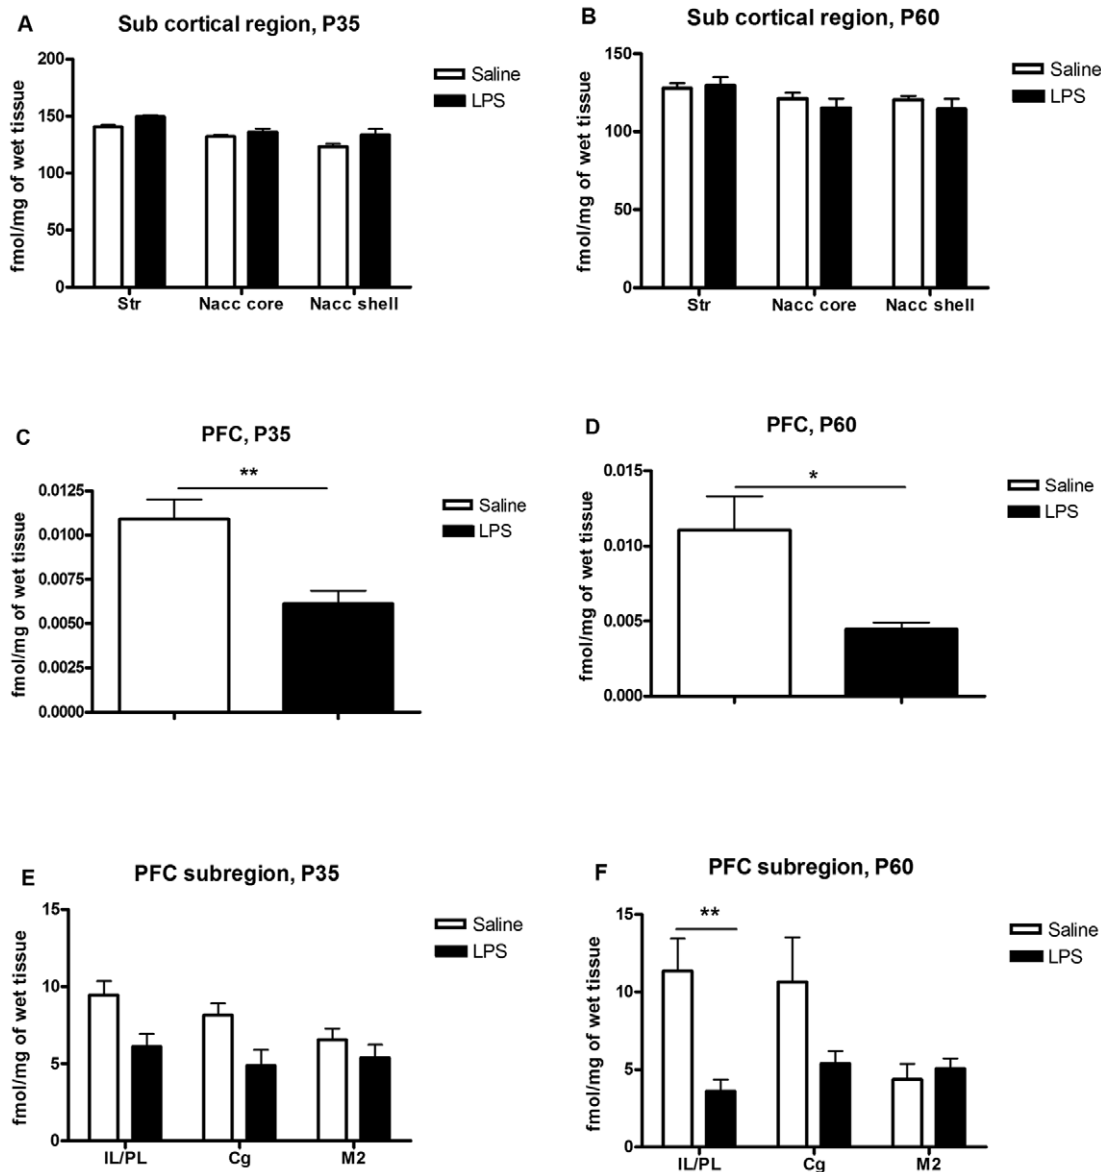 A
Sub cortical region, P35
fmol/mg of wet tissue
200
150
100
50
0
Str Nacc core Nacc shell
Saline
LPS
B
Sub cortical region, P60
fmol/mg of wet tissue
150
100
50
0
Str Nacc core Nacc shell
Saline
LPS
C
PFC, P35
fmol/mg of wet tissue
0.0125
0.0100
0.0075
0.0050
0.0025
0.0000
**
Saline
LPS
D
PFC, P60
fmol/mg of wet tissue
0.015
0.010
0.005
0.000
*
Saline
LPS
E
PFC subregion, P35
fmol/mg of wet tissue
15
10
5
0
IL/PL Cg M2
Saline
LPS
F
PFC subregion, P60
fmol/mg of wet tissue
15
10
5
0
**
IL/PL Cg M2
Saline
LPS